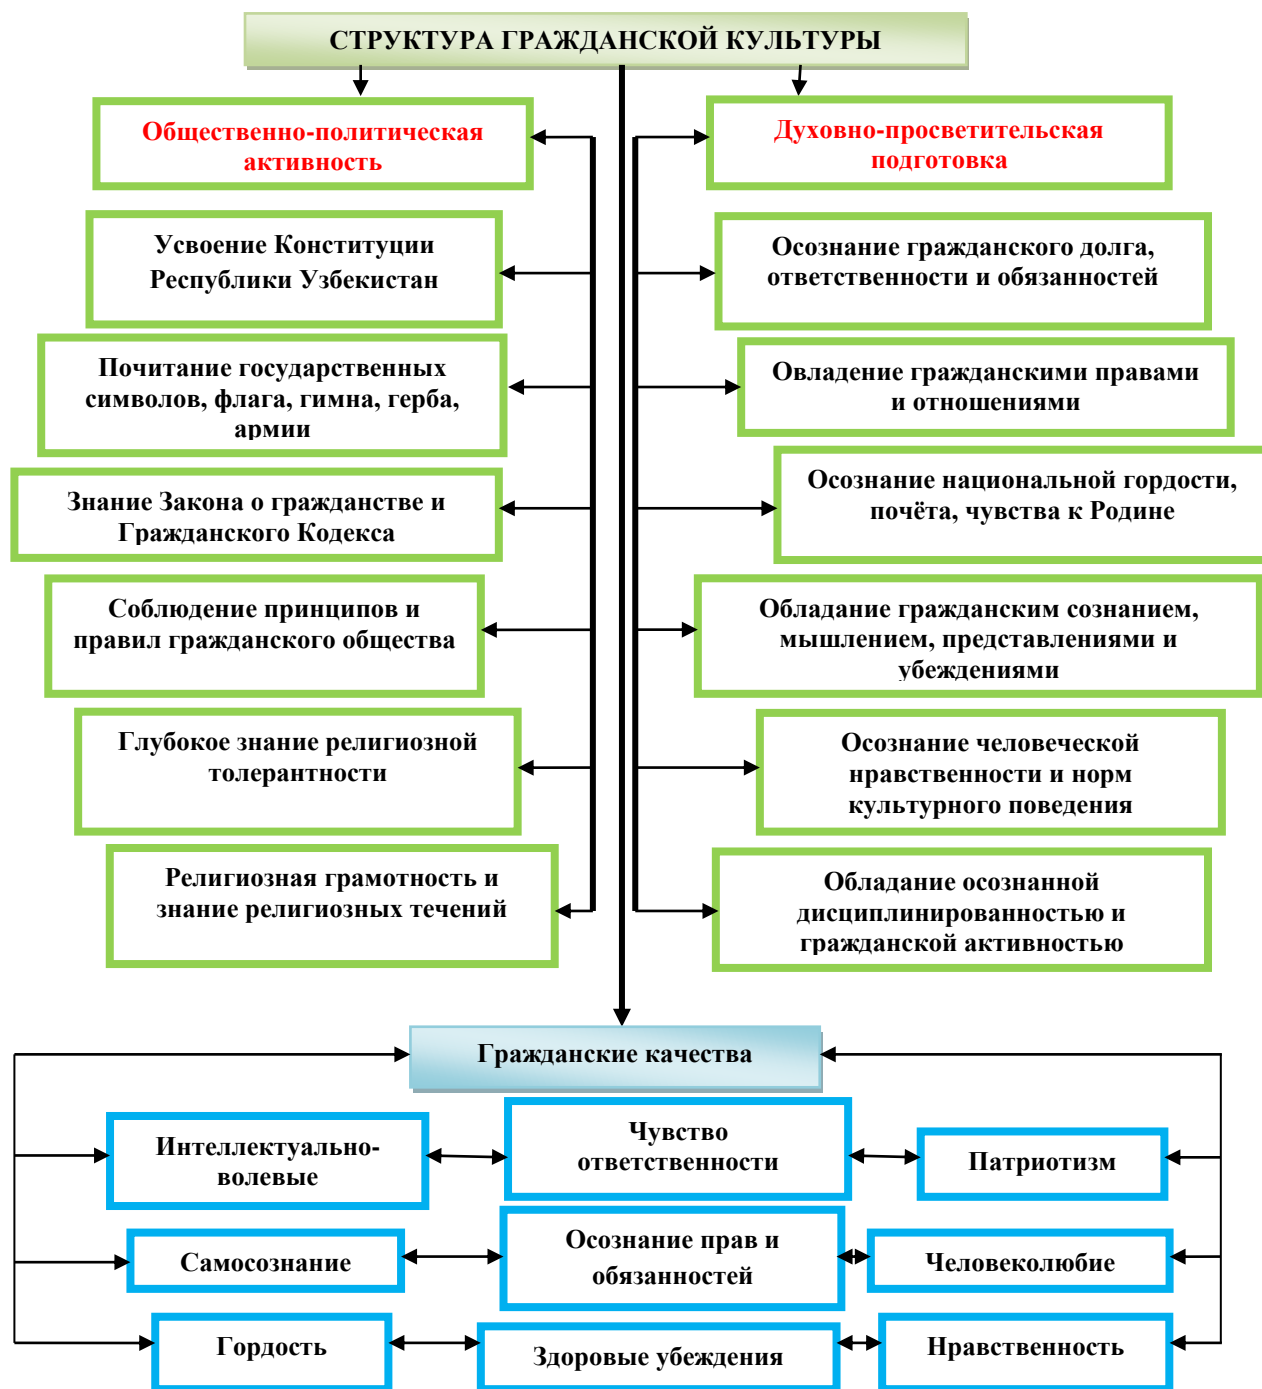 СТРУКТУРА ГРАЖДАНСКОЙ КУЛЬТУРЫ
Общественно-политическая
активность
Духовно-просветительская
подготовка
Усвоение Конституции
Республики Узбекистан
Осознание гражданского долга,
ответственности и обязанностей
Почитание государственных
символов, флага, гимна, герба,
армии
Овладение гражданскими правами
и отношениями
Знание Закона о гражданстве и
Гражданского Кодекса
Осознание национальной гордости,
почёта, чувства к Родине
Соблюдение принципов и
правил гражданского общества
Обладание гражданским сознанием,
мышлением, представлениями и
убеждениями
Глубокое знание религиозной
толерантности
Осознание человеческой
нравственности и норм
культурного поведения
Религиозная грамотность и
знание религиозных течений
Обладание осознанной
дисциплинированностью и
гражданской активностью
Гражданские качества
Интеллектуально-
волевые
Чувство
ответственности
Патриотизм
Самосознание
Осознание прав и
обязанностей
Человеколюбие
Гордость
Здоровые убеждения
Нравственность